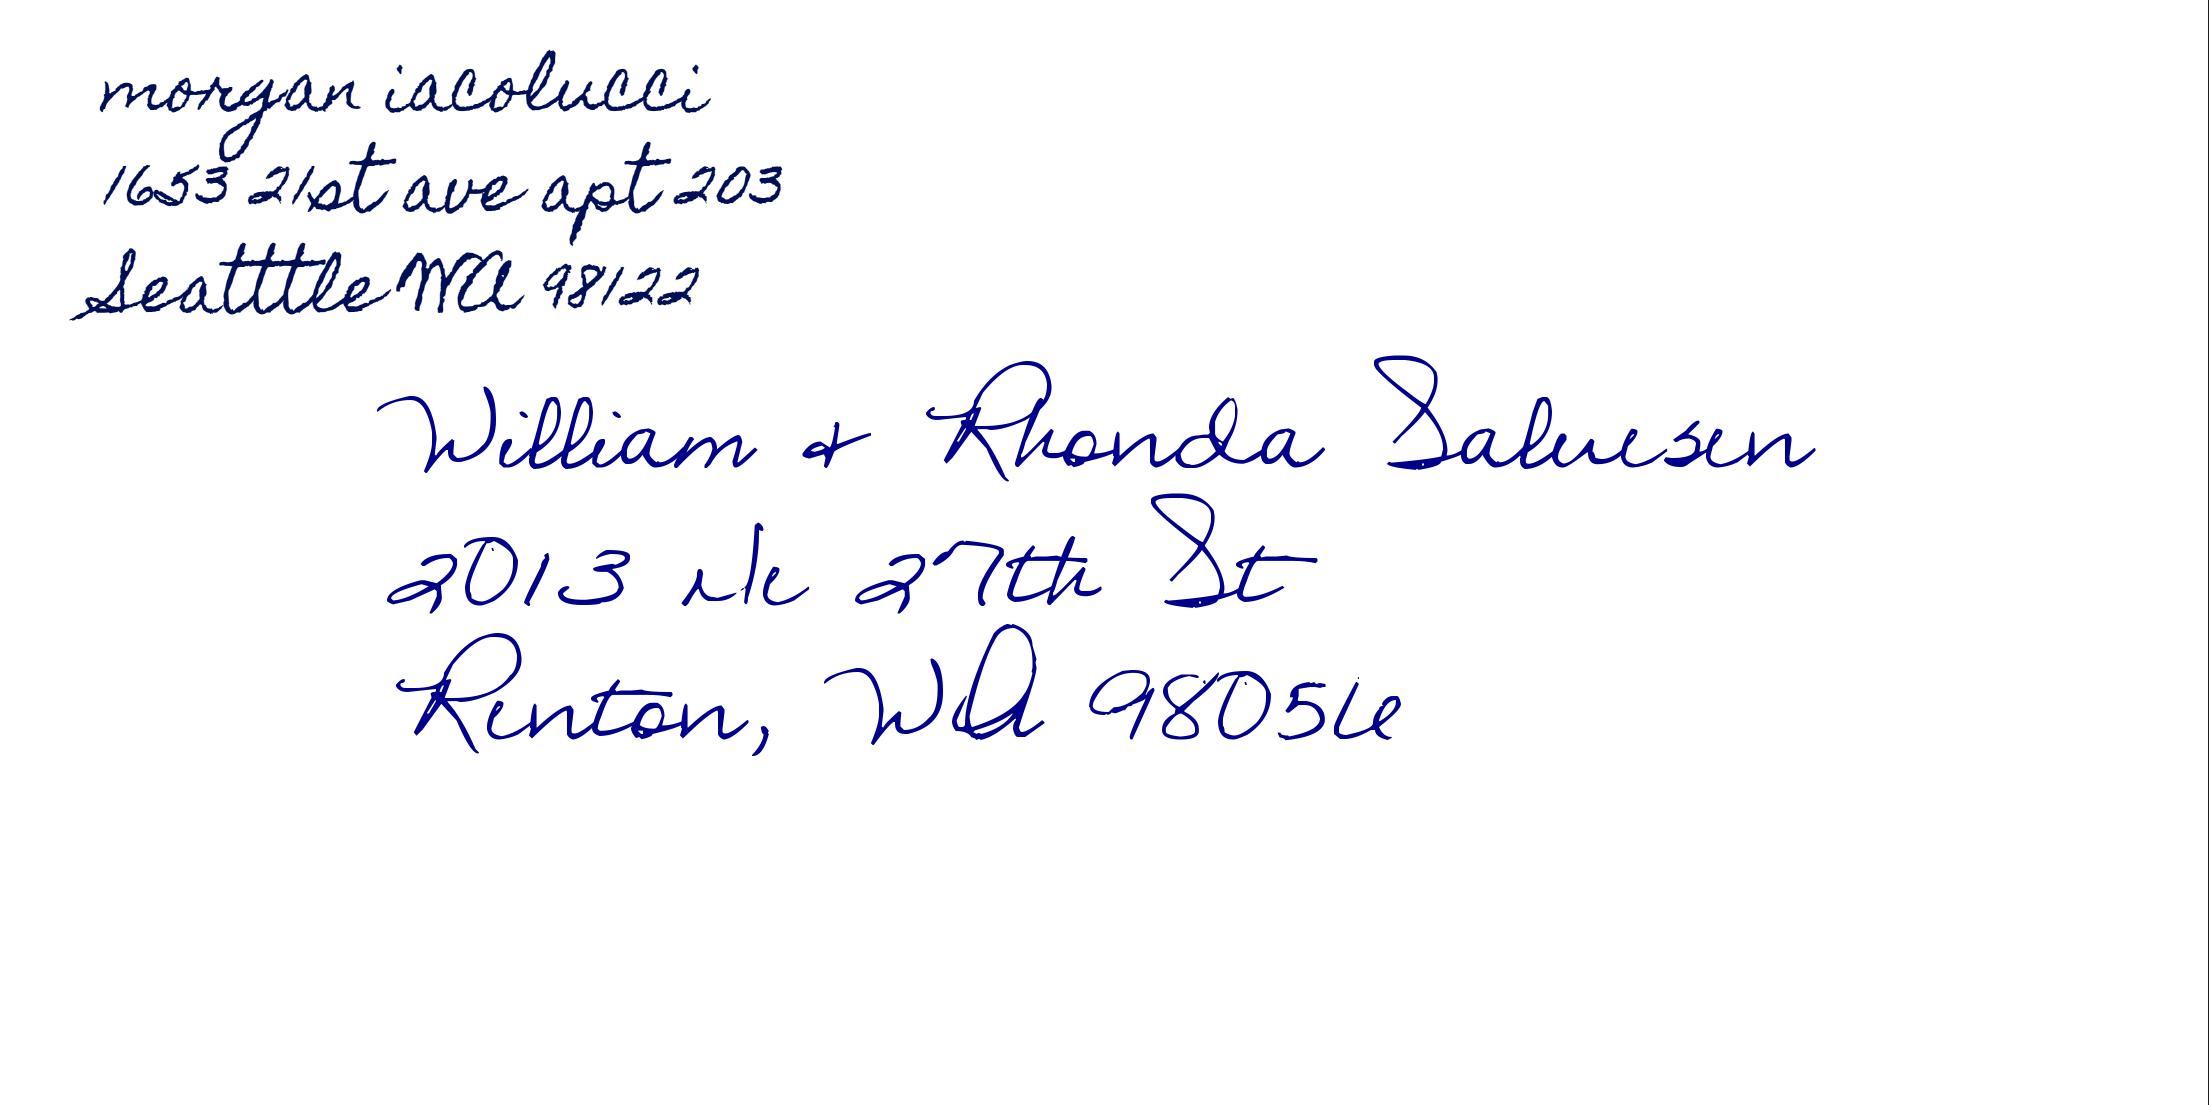 morgan iacolucci
1653 21st ave apt 203
Seatttle WA 98122
William & Rhonda Salvesen
2013 Ne 27th St
Renton, WA 98056